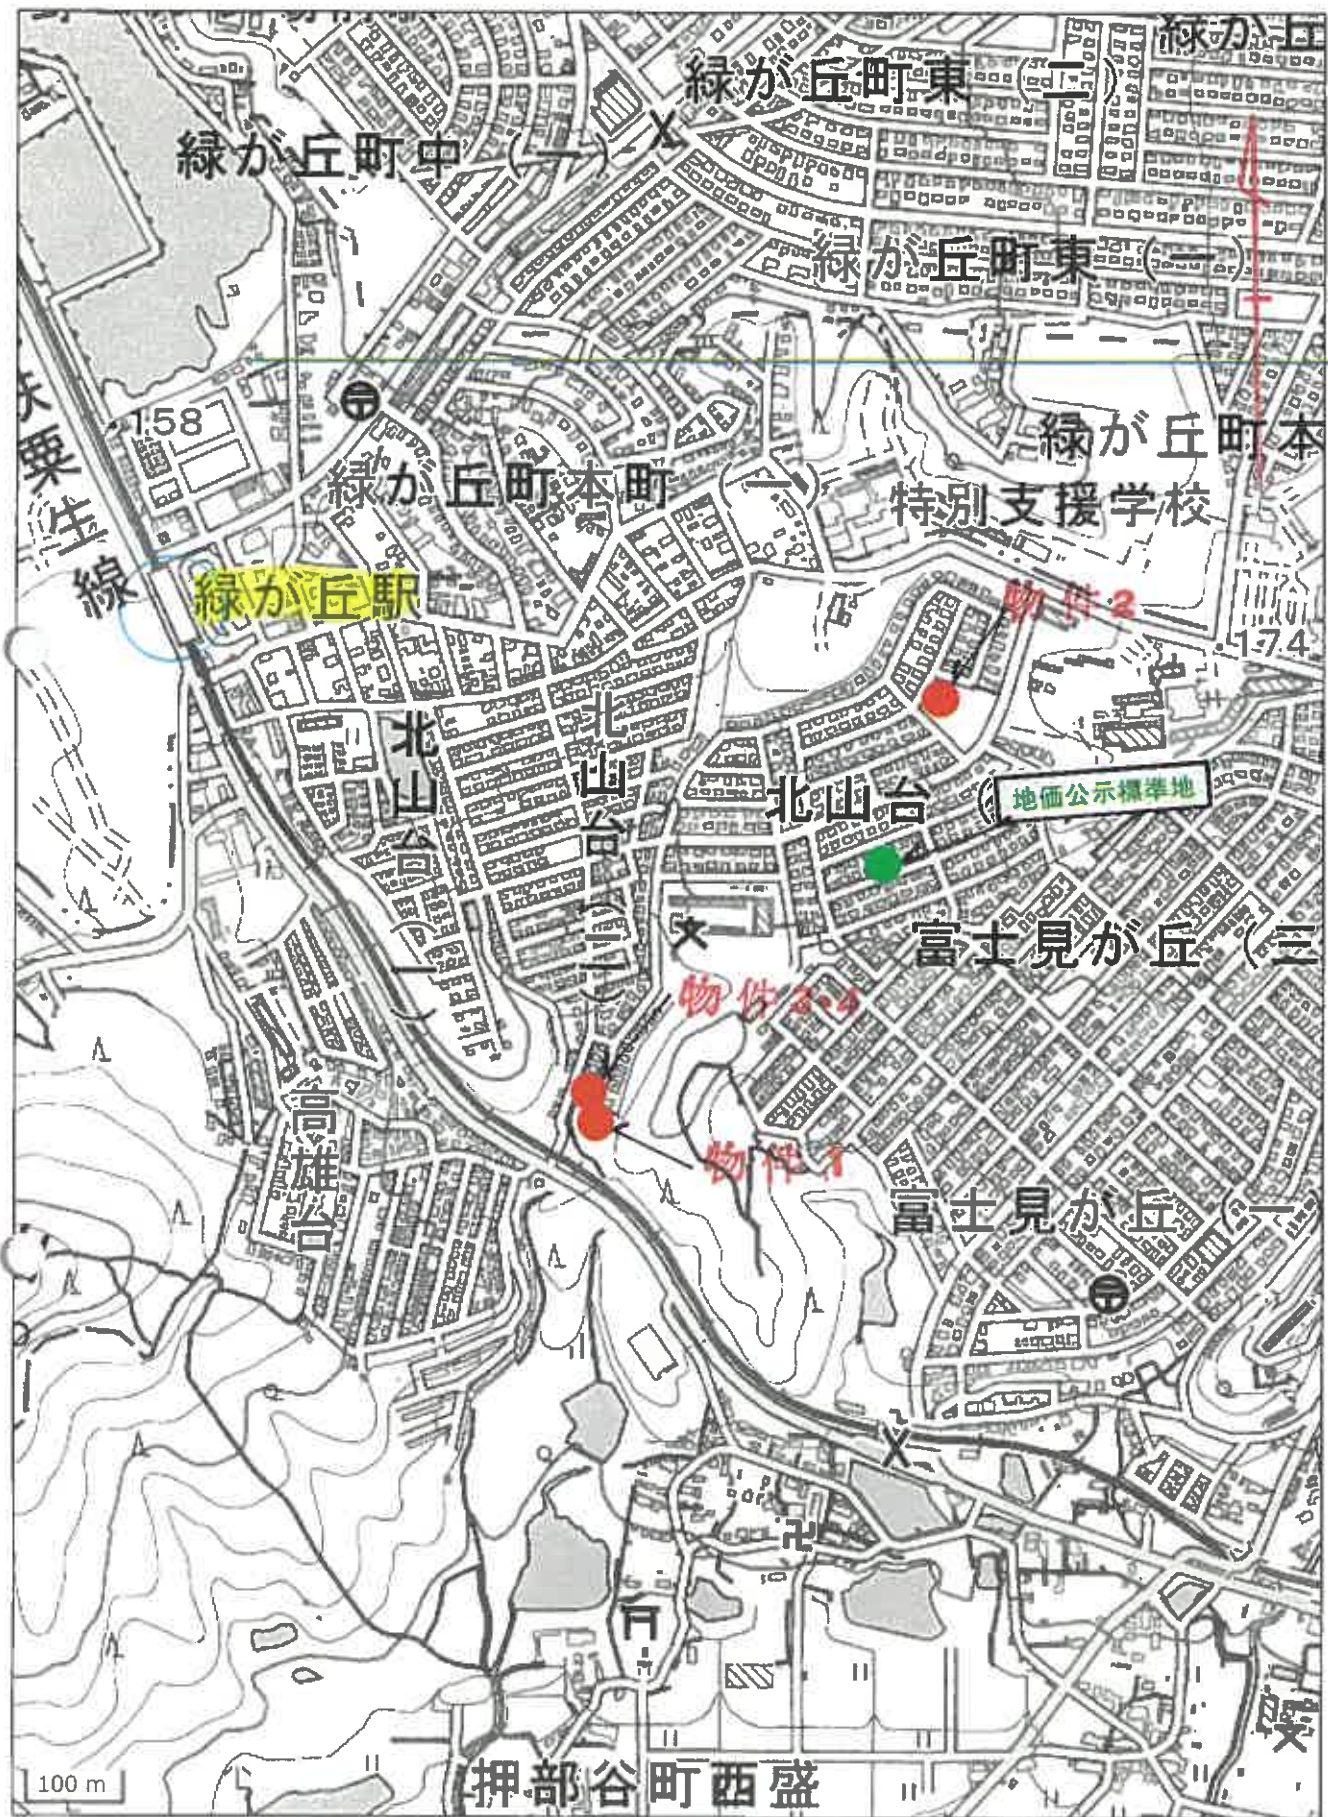 緑が丘
緑が丘町東(二)
緑が丘町中(一)
緑が丘町東(一)
158
緑が丘町本
緑が丘町本町(一)
特別支援学校
粟生線
緑が丘駅
物件2
174
北山台(一)
北山台(二)
北山台
地価公示標準地
文
富士見が丘(三
物件3・4
物件1
高雄台
富士見が丘(一
文
押部谷町西盛
100 m